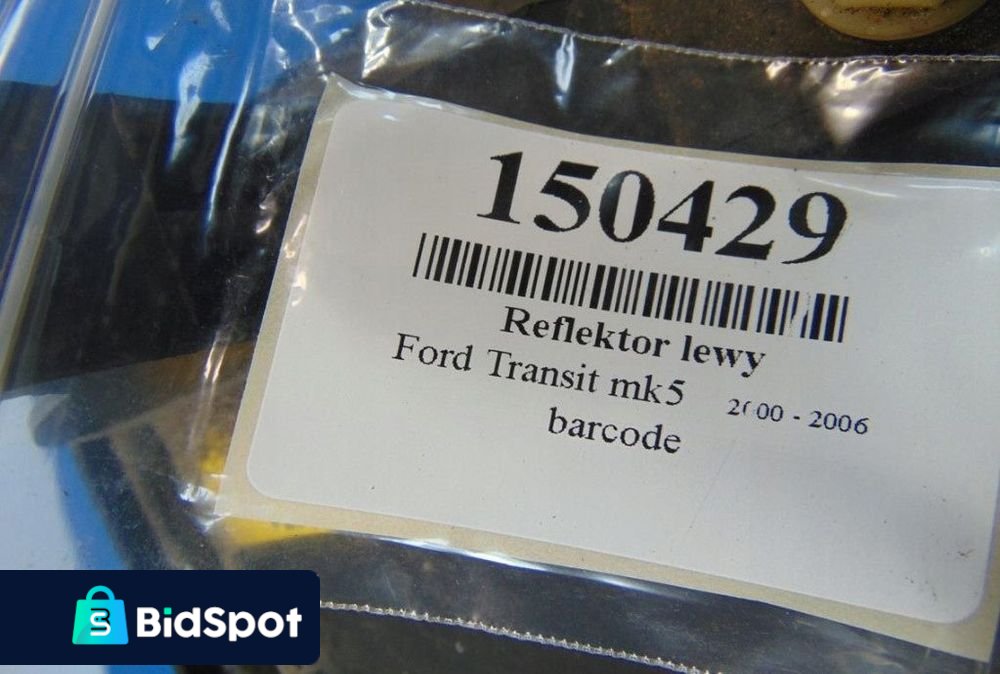 150429
Reflektor lewy
Ford Transit mk5 2000 - 2006
barcode
BidSpot